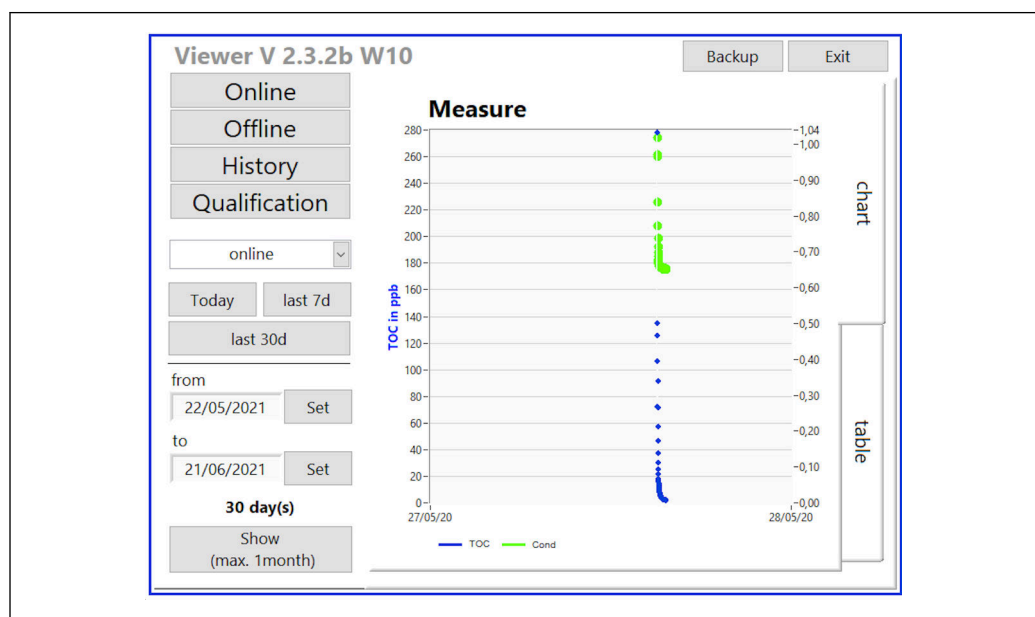 Viewer V 2.3.2b W10
Backup
Exit
Online
Offline
History
Qualification
online
Today
last 7d
last 30d
from
22/05/2021
Set
to
21/06/2021
Set
30 day(s)
Show
(max. 1month)
Measure
TOC in ppb
280
260
240
220
200
180
160
140
120
100
80
60
40
20
0
1,04
1,00
0,90
0,80
0,70
0,60
0,50
0,40
0,30
0,20
0,10
0,00
27/05/20
28/05/20
TOC
Cond
chart
table